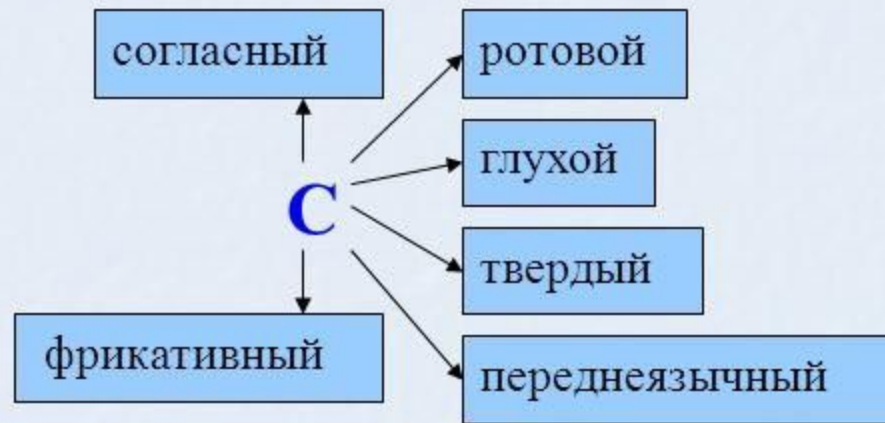 согласный
ротовой
глухой
С
твердый
фрикативный
переднеязычный